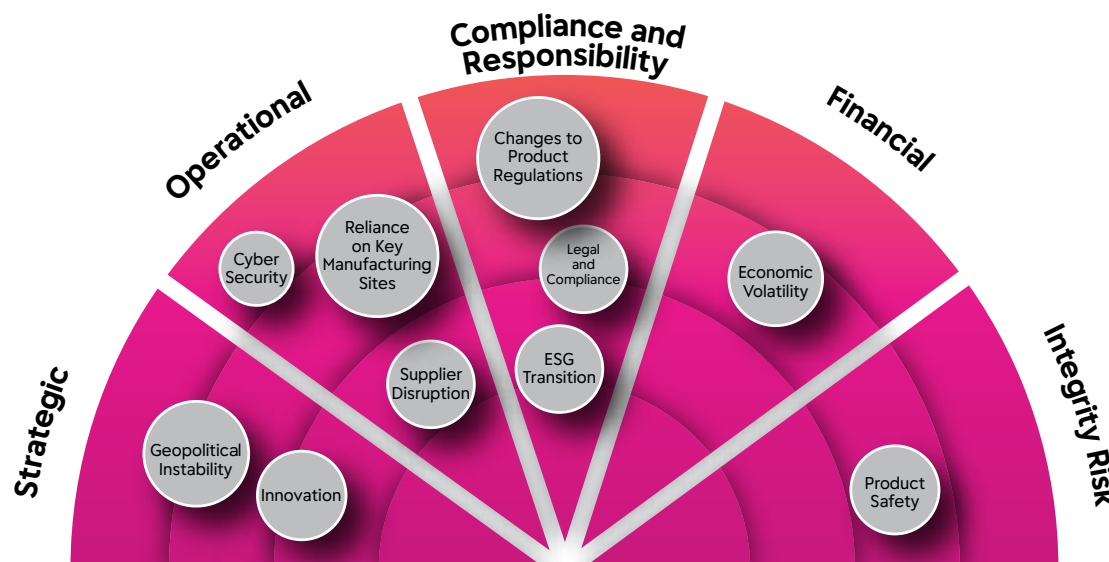 Compliance and
Responsibility
Operational
Financial
Strategic
Integrity Risk
Changes to
Product
Regulations
Reliance
on Key
Manufacturing
Sites
Cyber
Security
Legal
and
Compliance
Economic
Volatility
Supplier
Disruption
ESG
Transition
Geopolitical
Instability
Innovation
Product
Safety